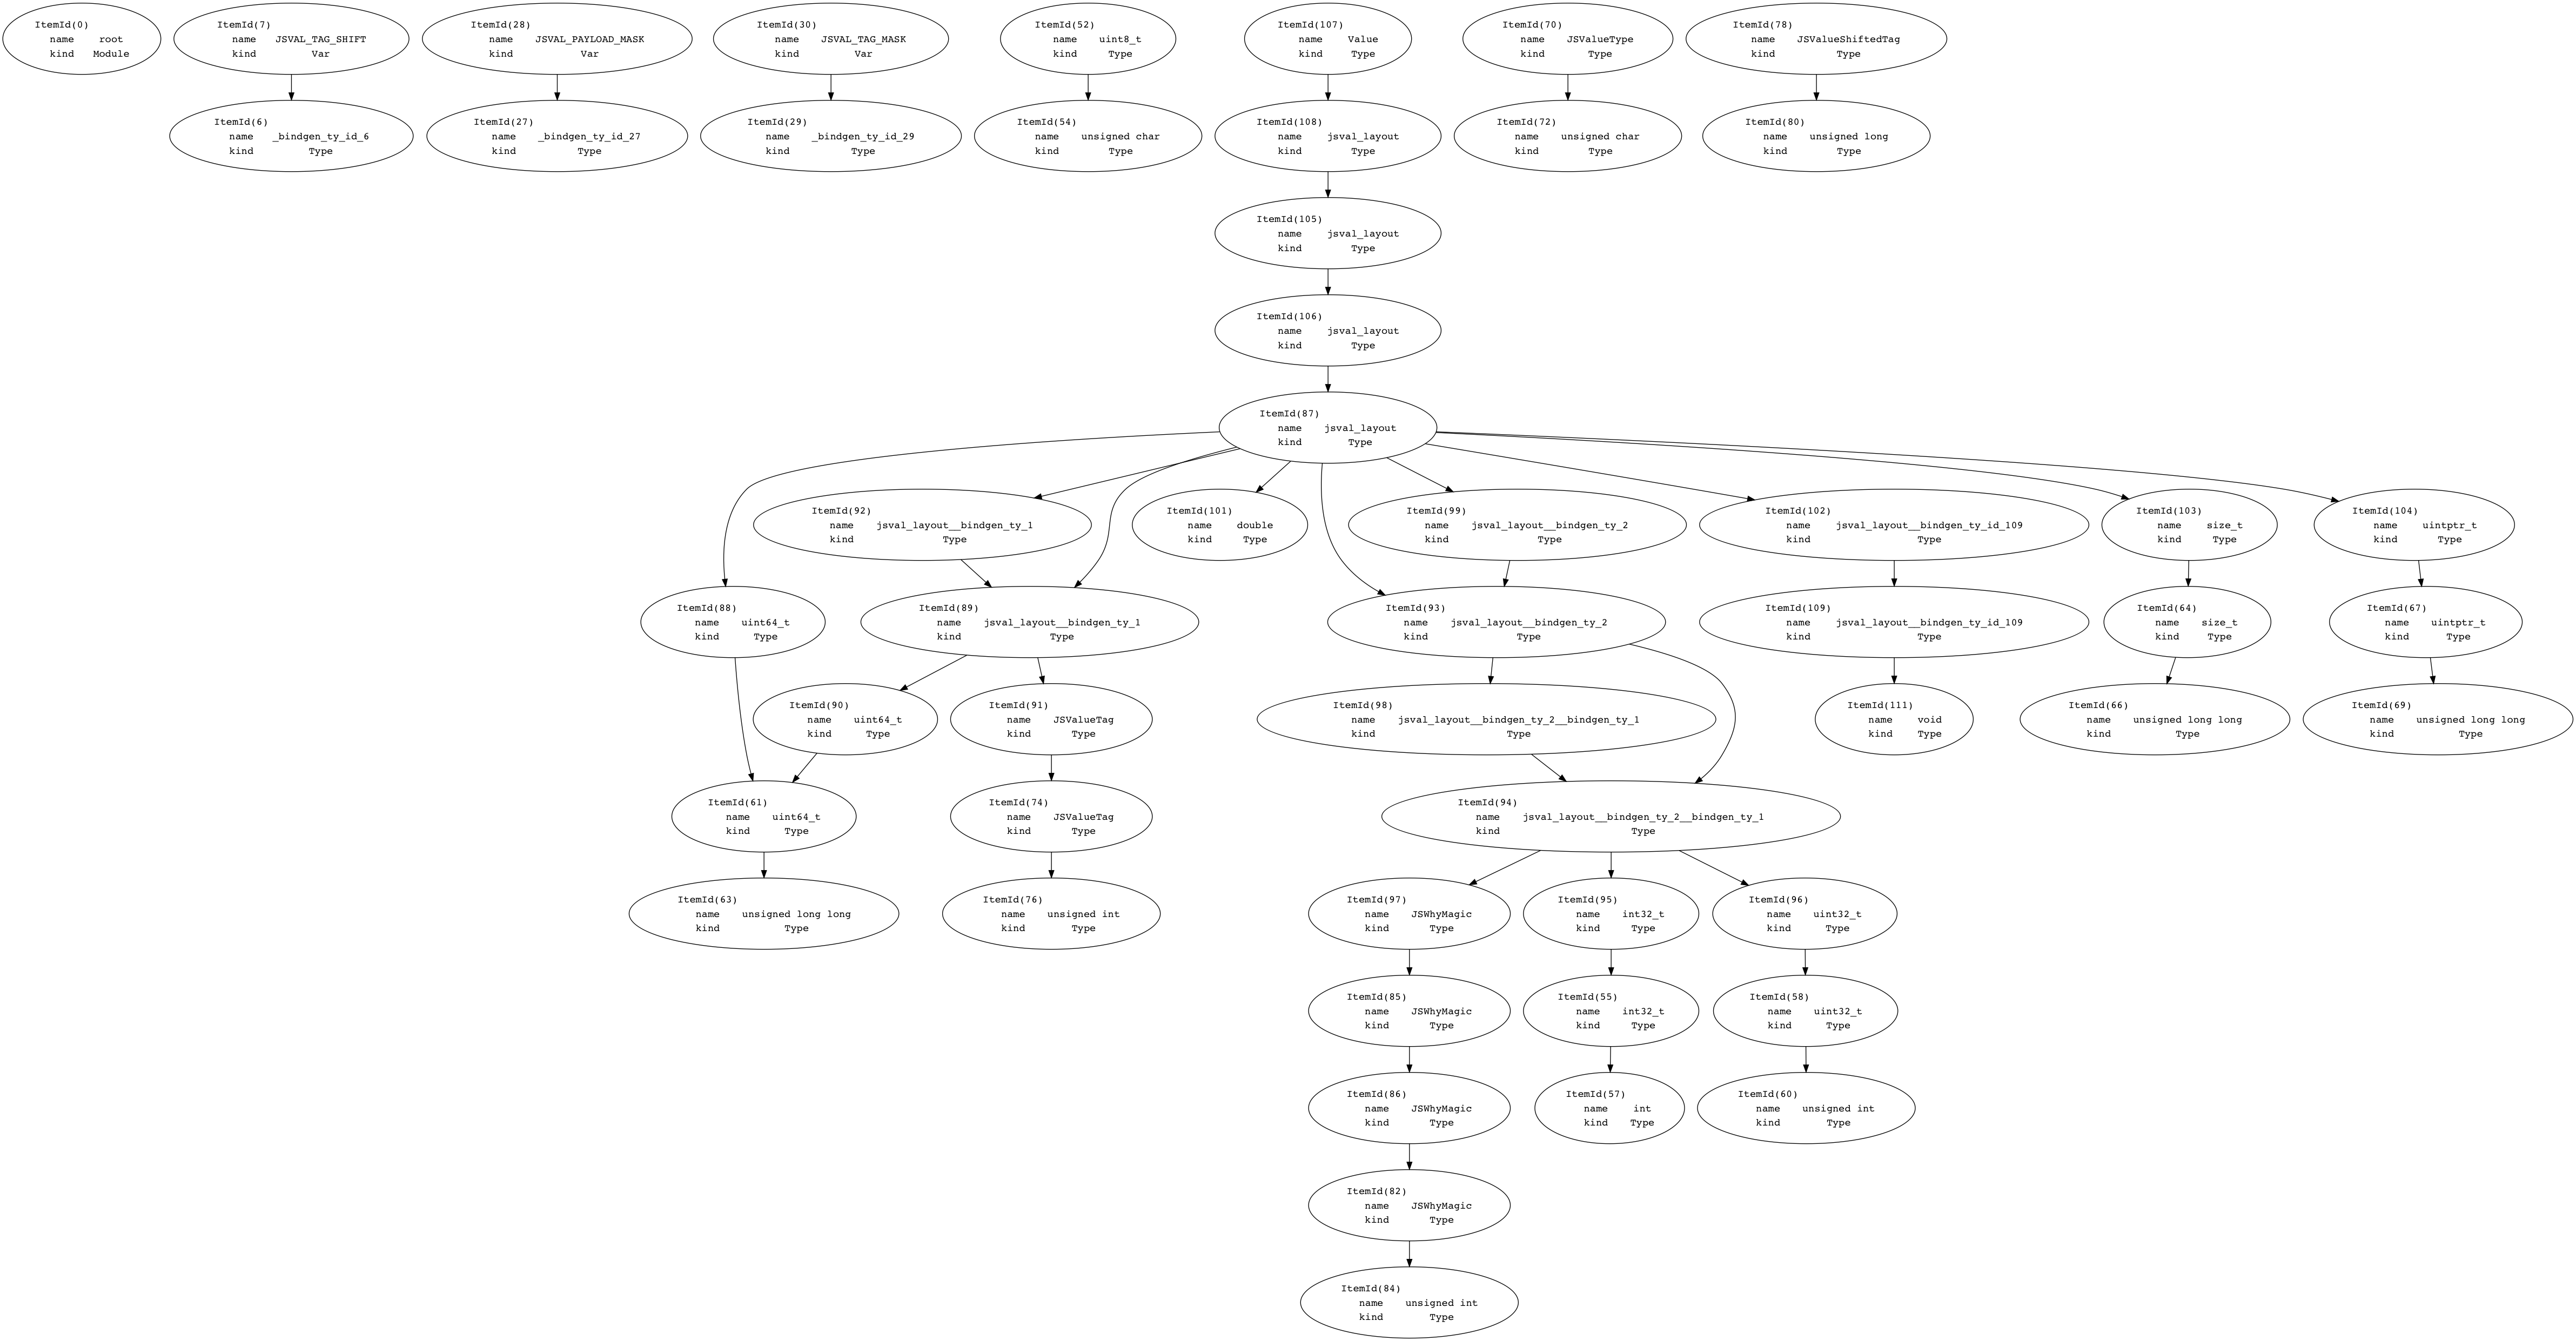 ItemId(0)
name root
kind Module
ItemId(7)
name JSVAL_TAG_SHIFT
kind Var
ItemId(28)
name JSVAL_PAYLOAD_MASK
kind Var
ItemId(30)
name JSVAL_TAG_MASK
kind Var
ItemId(52)
name uint8_t
kind Type
ItemId(107)
name Value
kind Type
ItemId(70)
name JSValueType
kind Type
ItemId(78)
name JSValueShiftedTag
kind Type
ItemId(6)
name _bindgen_ty_id_6
kind Type
ItemId(27)
name _bindgen_ty_id_27
kind Type
ItemId(29)
name _bindgen_ty_id_29
kind Type
ItemId(54)
name unsigned char
kind Type
ItemId(108)
name jsval_layout
kind Type
ItemId(72)
name unsigned char
kind Type
ItemId(80)
name unsigned long
kind Type
ItemId(105)
name jsval_layout
kind Type
ItemId(106)
name jsval_layout
kind Type
ItemId(87)
name jsval_layout
kind Type
ItemId(92)
name jsval_layout__bindgen_ty_1
kind Type
ItemId(101)
name double
kind Type
ItemId(99)
name jsval_layout__bindgen_ty_2
kind Type
ItemId(102)
name jsval_layout__bindgen_ty_id_109
kind Type
ItemId(103)
name size_t
kind Type
ItemId(104)
name uintptr_t
kind Type
ItemId(88)
name uint64_t
kind Type
ItemId(89)
name jsval_layout__bindgen_ty_1
kind Type
ItemId(93)
name jsval_layout__bindgen_ty_2
kind Type
ItemId(109)
name jsval_layout__bindgen_ty_id_109
kind Type
ItemId(64)
name size_t
kind Type
ItemId(67)
name uintptr_t
kind Type
ItemId(90)
name uint64_t
kind Type
ItemId(91)
name JSValueTag
kind Type
ItemId(98)
name jsval_layout__bindgen_ty_2__bindgen_ty_1
kind Type
ItemId(111)
name void
kind Type
ItemId(66)
name unsigned long long
kind Type
ItemId(69)
name unsigned long long
kind Type
ItemId(61)
name uint64_t
kind Type
ItemId(74)
name JSValueTag
kind Type
ItemId(94)
name jsval_layout__bindgen_ty_2__bindgen_ty_1
kind Type
ItemId(63)
name unsigned long long
kind Type
ItemId(76)
name unsigned int
kind Type
ItemId(97)
name JSWhyMagic
kind Type
ItemId(95)
name int32_t
kind Type
ItemId(96)
name uint32_t
kind Type
ItemId(85)
name JSWhyMagic
kind Type
ItemId(55)
name int32_t
kind Type
ItemId(58)
name uint32_t
kind Type
ItemId(86)
name JSWhyMagic
kind Type
ItemId(57)
name int
kind Type
ItemId(60)
name unsigned int
kind Type
ItemId(82)
name JSWhyMagic
kind Type
ItemId(84)
name unsigned int
kind Type